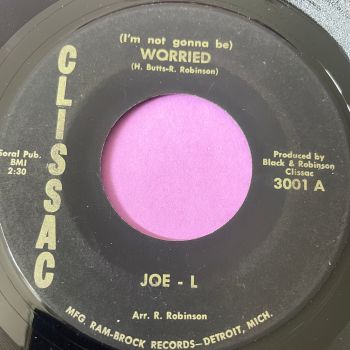 (I'm not gonna be)
WORRIED
(H. Butts-R. Robinson)
CLISSAC
Soral Pub.
BMI
2:30
Produced by
Black & Robinson
Clissac
3001 A
JOE - L
Arr. R. Robinson
MFG. RAM-BROCK RECORDS—DETROIT, MICH.